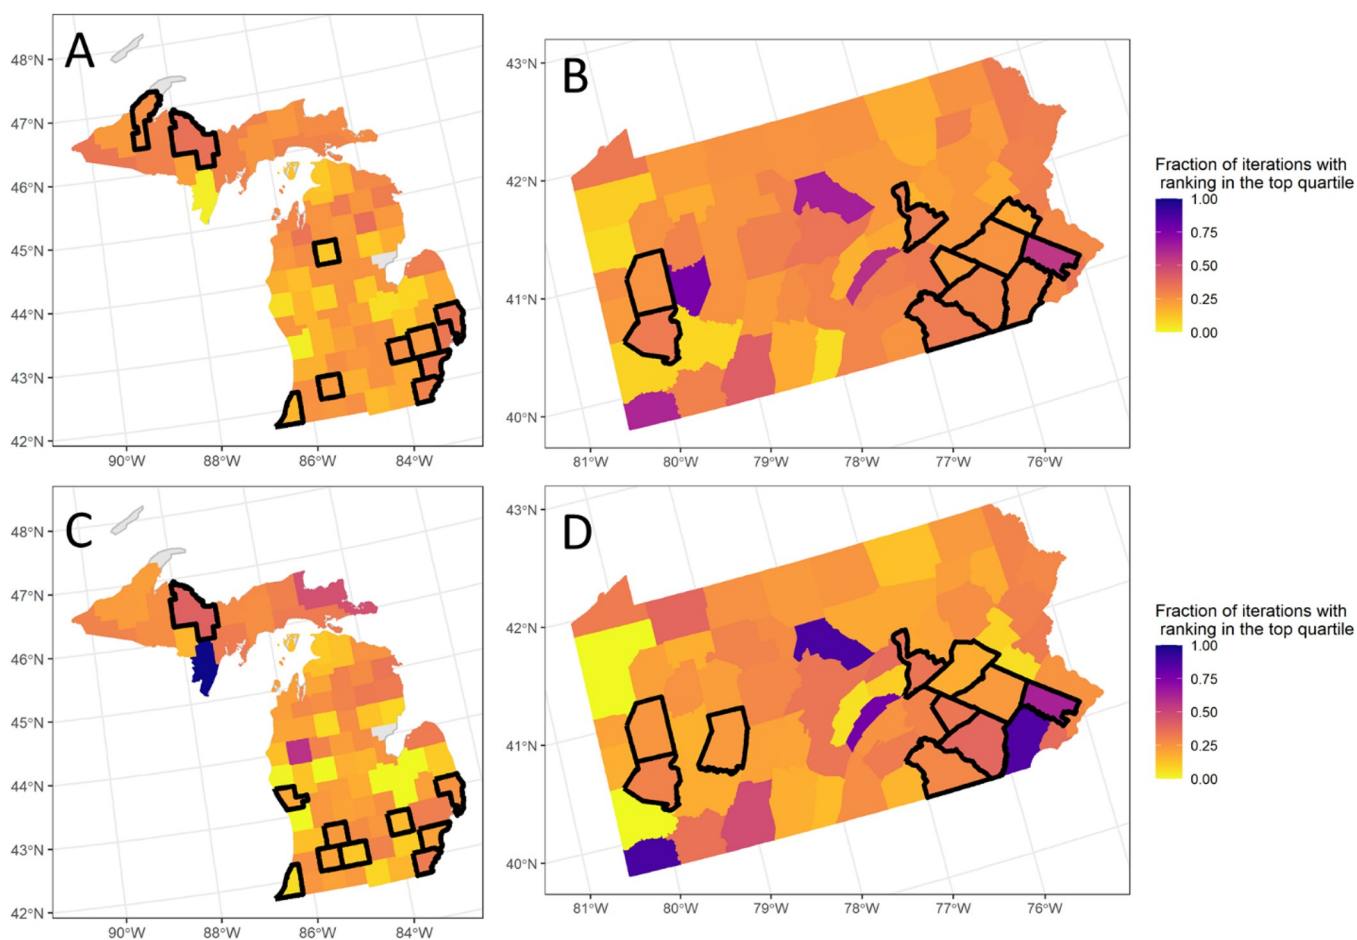 A
48°N
47°N
46°N
45°N
44°N
43°N
42°N
90°W
88°W
86°W
84°W
B
43°N
42°N
41°N
40°N
81°W
80°W
79°W
78°W
77°W
76°W
Fraction of iterations with
ranking in the top quartile
1.00
0.75
0.50
0.25
0.00
C
48°N
47°N
46°N
45°N
44°N
43°N
42°N
90°W
88°W
86°W
84°W
D
43°N
42°N
41°N
40°N
81°W
80°W
79°W
78°W
77°W
76°W
Fraction of iterations with
ranking in the top quartile
1.00
0.75
0.50
0.25
0.00